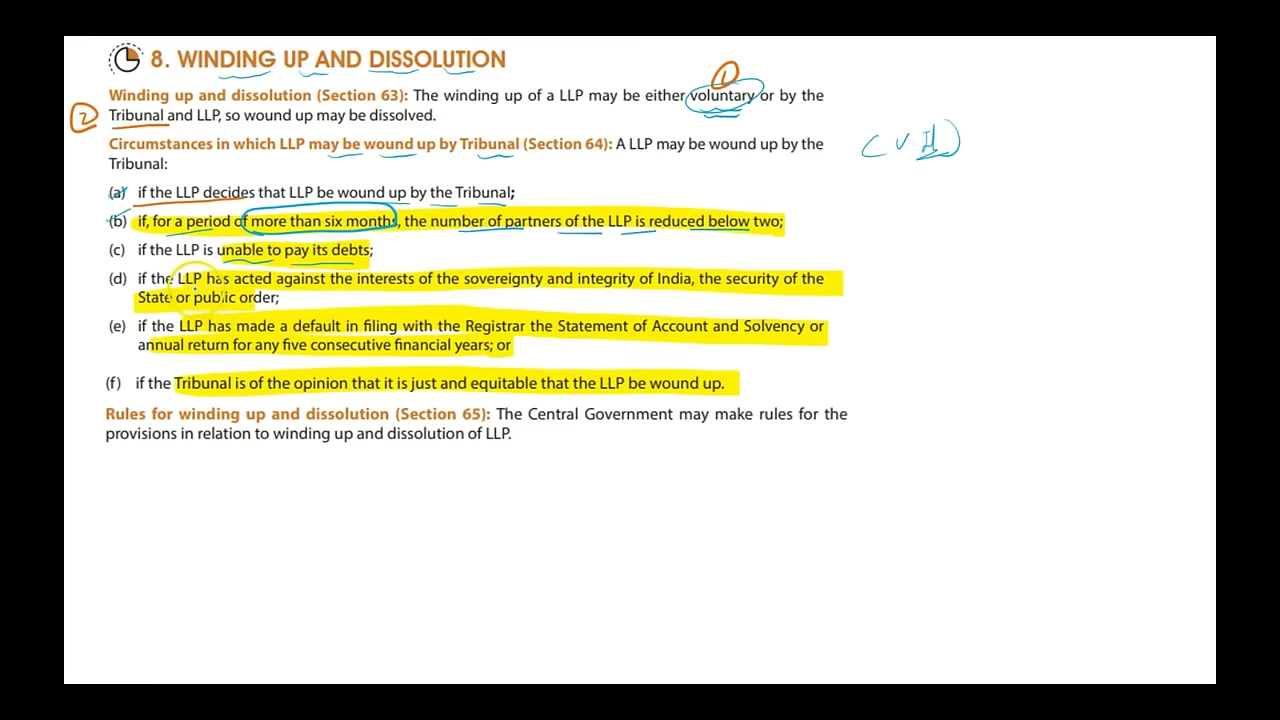 8. WINDING UP AND DISSOLUTION
1
Winding up and dissolution (Section 63): The winding up of a LLP may be either voluntary or by the
2
Tribunal and LLP, so wound up may be dissolved.
Circumstances in which LLP may be wound up by Tribunal (Section 64): A LLP may be wound up by the
Tribunal:
(a) if the LLP decides that LLP be wound up by the Tribunal;
(b) if, for a period of more than six months, the number of partners of the LLP is reduced below two;
(c) if the LLP is unable to pay its debts;
(d) if the LLP has acted against the interests of the sovereignty and integrity of India, the security of the
State or public order;
(e) if the LLP has made a default in filing with the Registrar the Statement of Account and Solvency or
annual return for any five consecutive financial years; or
(f) if the Tribunal is of the opinion that it is just and equitable that the LLP be wound up.
Rules for winding up and dissolution (Section 65): The Central Government may make rules for the
provisions in relation to winding up and dissolution of LLP.